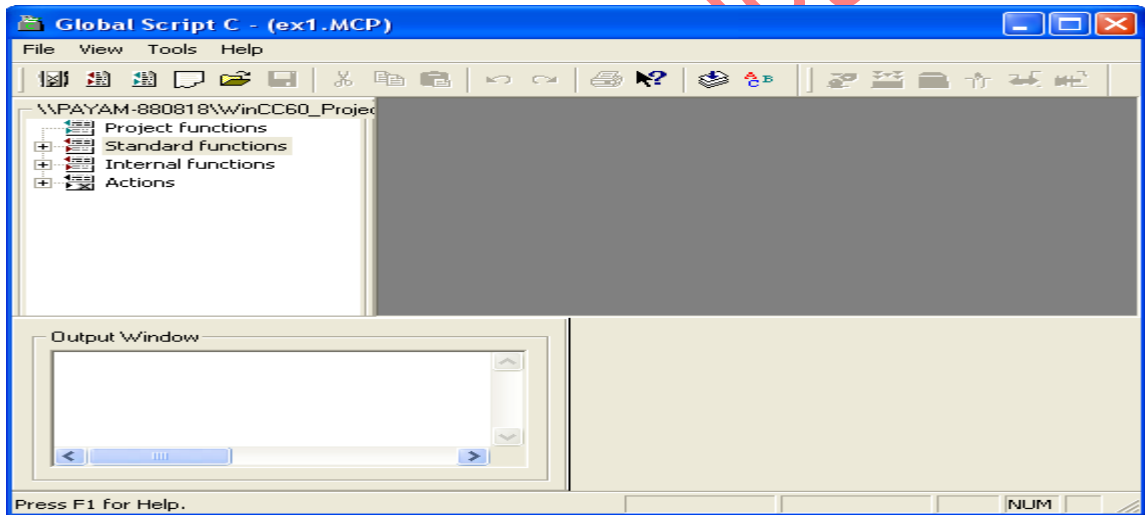 Global Script C - (ex1.MCP)
File View Tools Help
\\PAYAM-880818\WinCC60_Projec
Project functions
Standard functions
Internal functions
Actions
Output Window
Press F1 for Help.
NUM